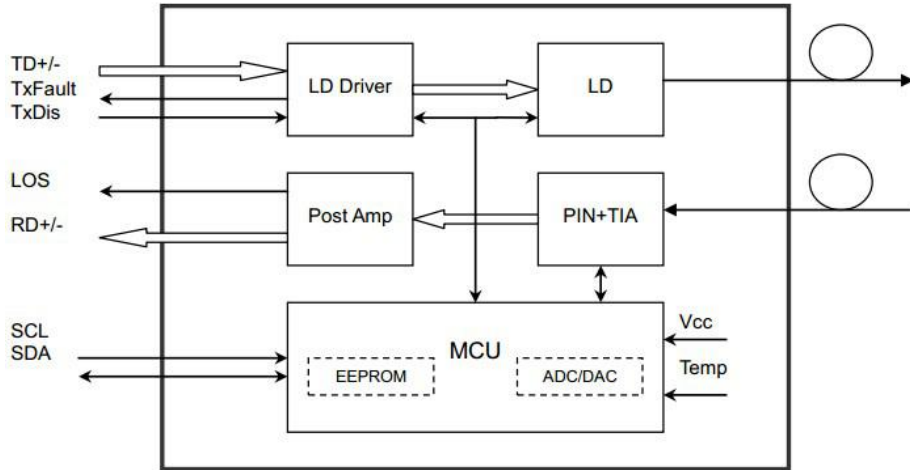 TD+/-
TxFault
TxDis
LD Driver
LD
LOS
RD+/-
Post Amp
PIN+TIA
SCL
SDA
MCU
EEPROM
ADC/DAC
Vcc
Temp